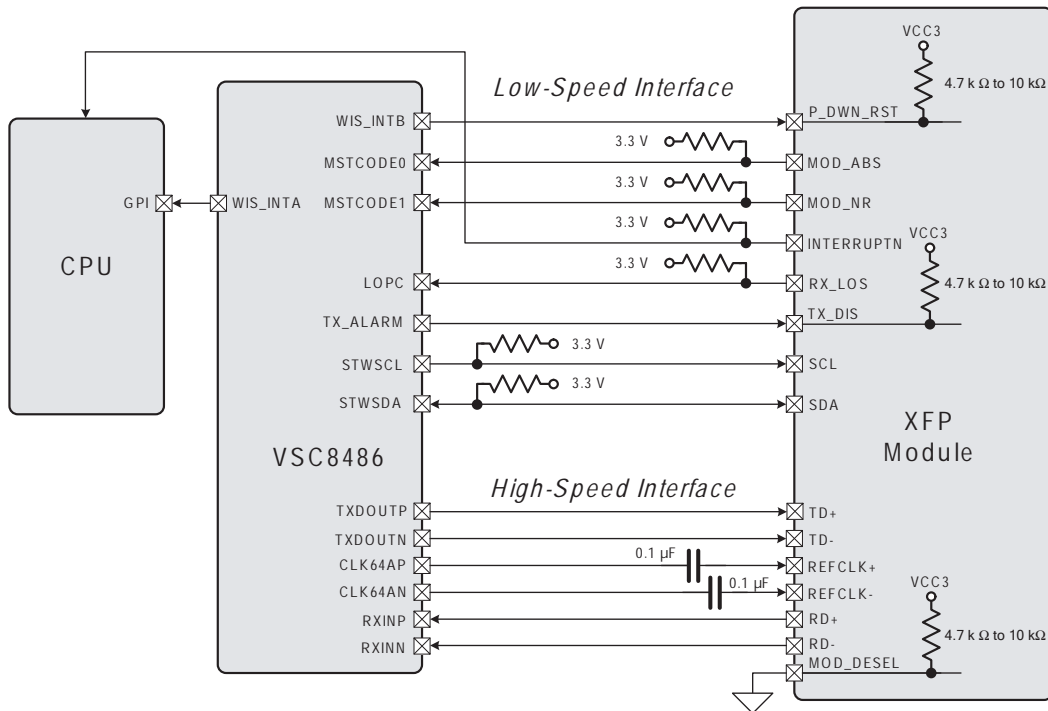 VCC3
4.7 k Ω to 10 kΩ
Low-Speed Interface
WIS_INTB
P_DWN_RST
3.3 V
MSTCODE0
MOD_ABS
3.3 V
GPI
WIS_INTA
MSTCODE1
MOD_NR
3.3 V
INTERRUPTN
VCC3
CPU
3.3 V
LOPC
RX_LOS
4.7 k Ω to 10 kΩ
TX_ALARM
TX_DIS
3.3 V
STWSCL
SCL
3.3 V
STWSDA
SDA
XFP
Module
VSC8486
High-Speed Interface
TXDOUTP
TD+
TXDOUTN
TD-
0.1 µF
CLK64AP
REFCLK+
0.1 µF
VCC3
CLK64AN
REFCLK-
RXINP
RD+
4.7 k Ω to 10 kΩ
RXINN
RD-
MOD_DESEL